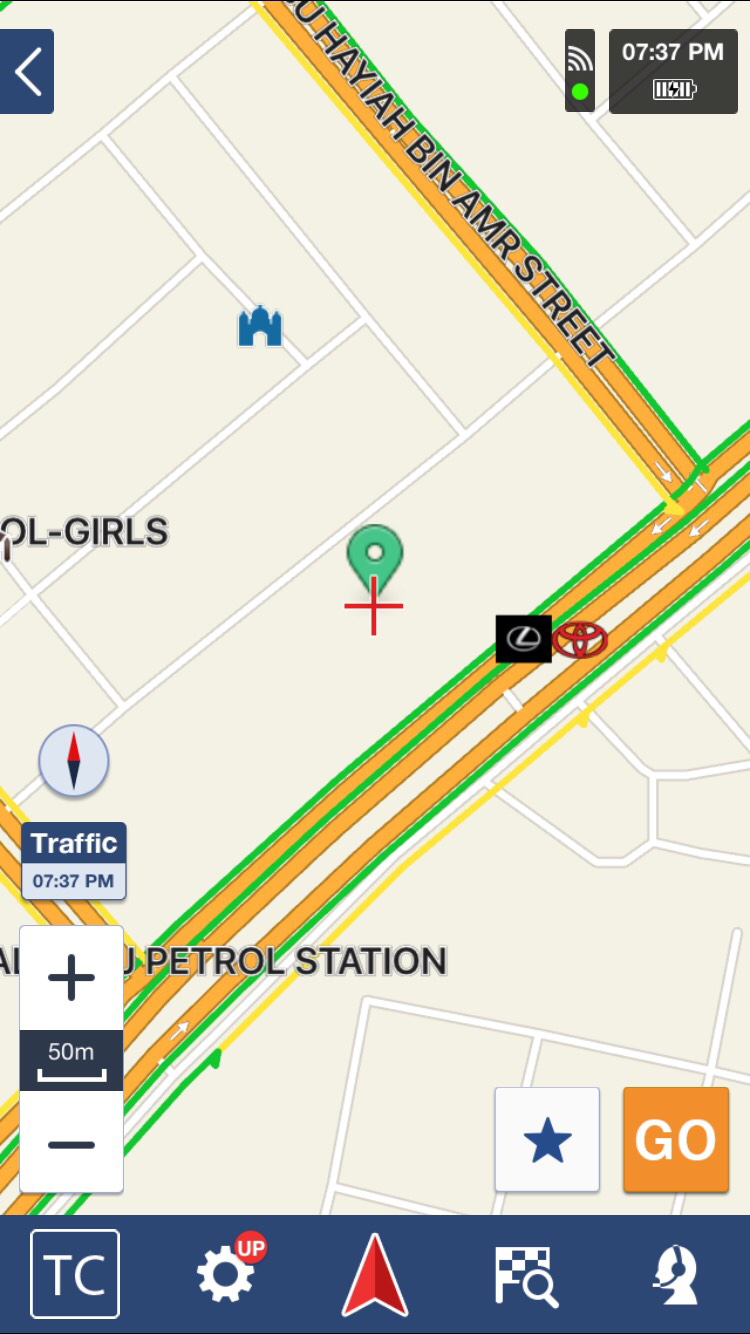 07:37 PM
U HAYIAH BIN AMR STREET
OL-GIRLS
Traffic
07:37 PM
PETROL STATION
50m
GO
TC
UP